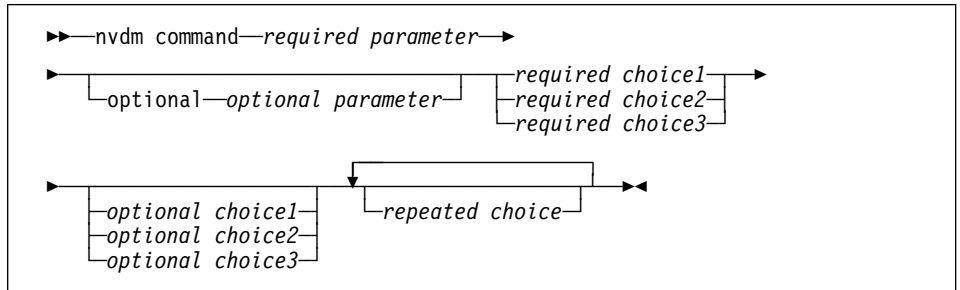 nvdm command required parameter
required choice1
optional optional parameter required choice2
required choice3
optional choice1 repeated choice
optional choice2
optional choice3